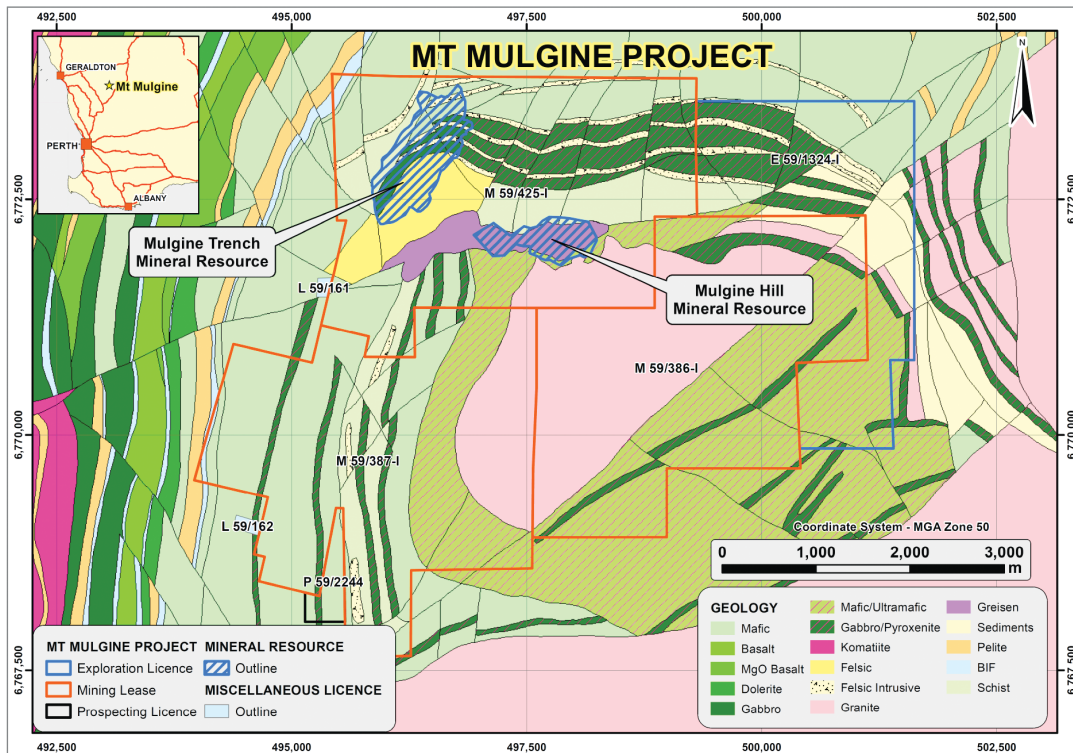 492,500
495,000
497,500
500,000
502,500
MT MULGINE PROJECT
N
GERALDTON
Mt Mulgine
PERTH
ALBANY
E 59/1324-I
6,772,500
M 59/425-I
6,772,500
Mulgine Trench
Mineral Resource
L 59/161
Mulgine Hill
Mineral Resource
M 59/386-I
6,770,000
6,770,000
M 59/387-I
L 59/162
Coordinate System - MGA Zone 50
0
1,000
2,000
3,000
m
P 59/2244
MT MULGINE PROJECT
Exploration Licence
Mining Lease
Prospecting Licence
MINERAL RESOURCE
Outline
MISCELLANEOUS LICENCE
Outline
GEOLOGY
Mafic
Basalt
MgO Basalt
Dolerite
Gabbro
Mafic/Ultramafic
Gabbro/Pyroxenite
Komatiite
Felsic
Felsic Intrusive
Granite
Greisen
Sediments
Pelite
BIF
Schist
6,767,500
6,767,500
492,500
495,000
497,500
500,000
502,500